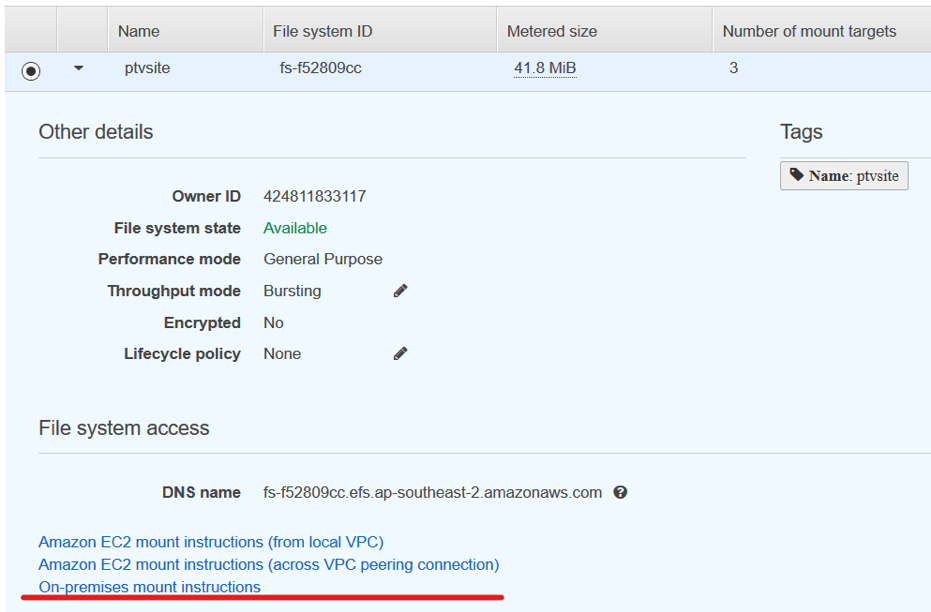 Name File system ID Metered size Number of mount targets
ptvsite fs-f52809cc 41.8 MiB 3
Other details
Tags
Name: ptvsite
Owner ID 424811833117
File system state Available
Performance mode General Purpose
Throughput mode Bursting
Encrypted No
Lifecycle policy None
File system access
DNS name fs-f52809cc.efs.ap-southeast-2.amazonaws.com ?
Amazon EC2 mount instructions (from local VPC)
Amazon EC2 mount instructions (across VPC peering connection)
On-premises mount instructions